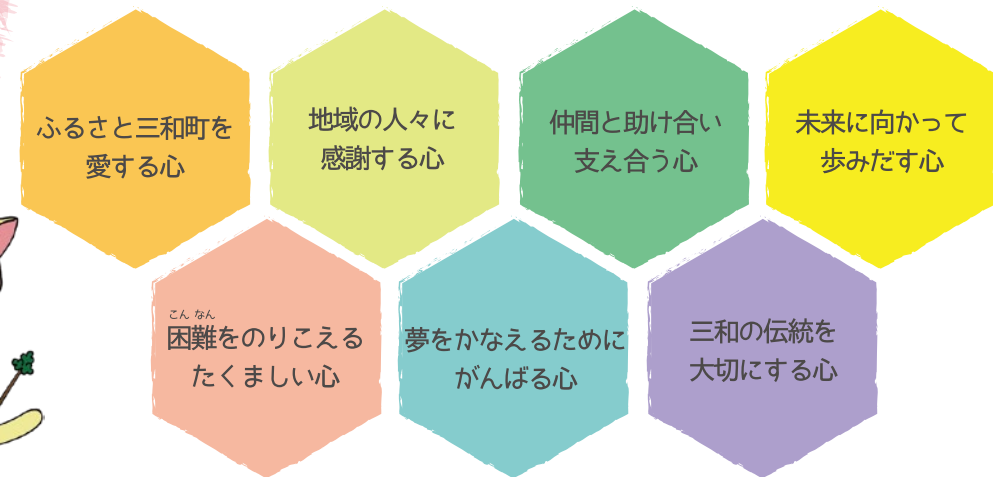 ふるさと三和町を
愛する心
地域の人々に
感謝する心
仲間と助け合い
支え合う心
未来に向かって
歩みだす心
こん なん
困難をのりこえる
たくましい心
夢をかなえるために
がんばる心
三和の伝統を
大切にする心